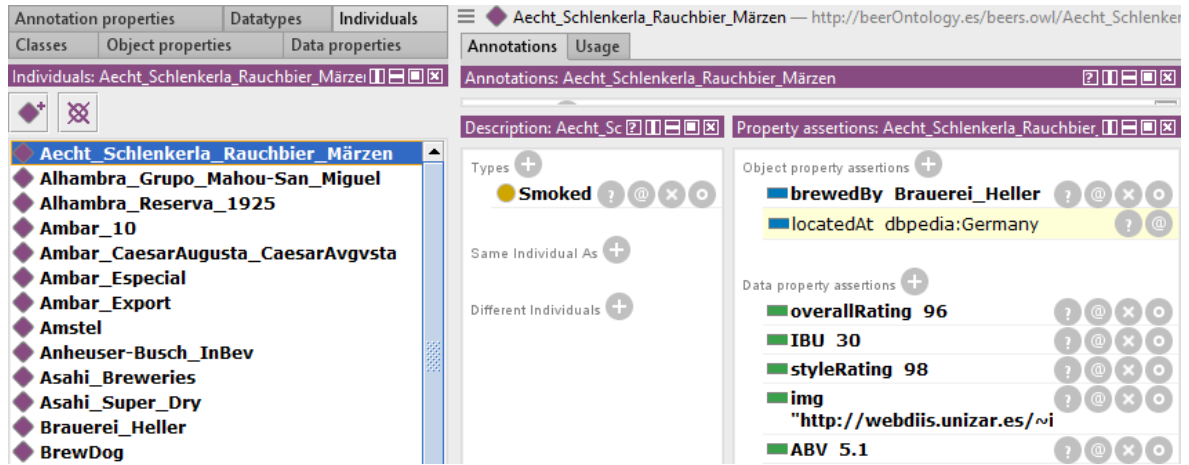 Annotation properties Datatypes Individuals
Classes Object properties Data properties
Individuals: Aecht_Schlenkerla_Rauchbier_Märzen
Aecht_Schlenkerla_Rauchbier_Märzen
Alhambra_Grupo_Mahou-San_Miguel
Alhambra_Reserva_1925
Ambar_10
Ambar_CaesarAugusta_CaesarAvgvsta
Ambar_Especial
Ambar_Export
Amstel
Anheuser-Busch_InBev
Asahi_Breweries
Asahi_Super_Dry
Brauerei_Heller
BrewDog
Aecht_Schlenkerla_Rauchbier_Märzen — http://beerOntology.es/beers.owl/Aecht_Schlenker
Annotations Usage
Annotations: Aecht_Schlenkerla_Rauchbier_Märzen
Description: Aecht_Sc
Types
Smoked
Same Individual As
Different Individuals
Property assertions: Aecht_Schlenkerla_Rauchbier_
Object property assertions
brewedBy Brauerei_Heller
locatedAt dbpedia:Germany
Data property assertions
overallRating 96
IBU 30
styleRating 98
img
"http://webdiis.unizar.es/~i
ABV 5.1